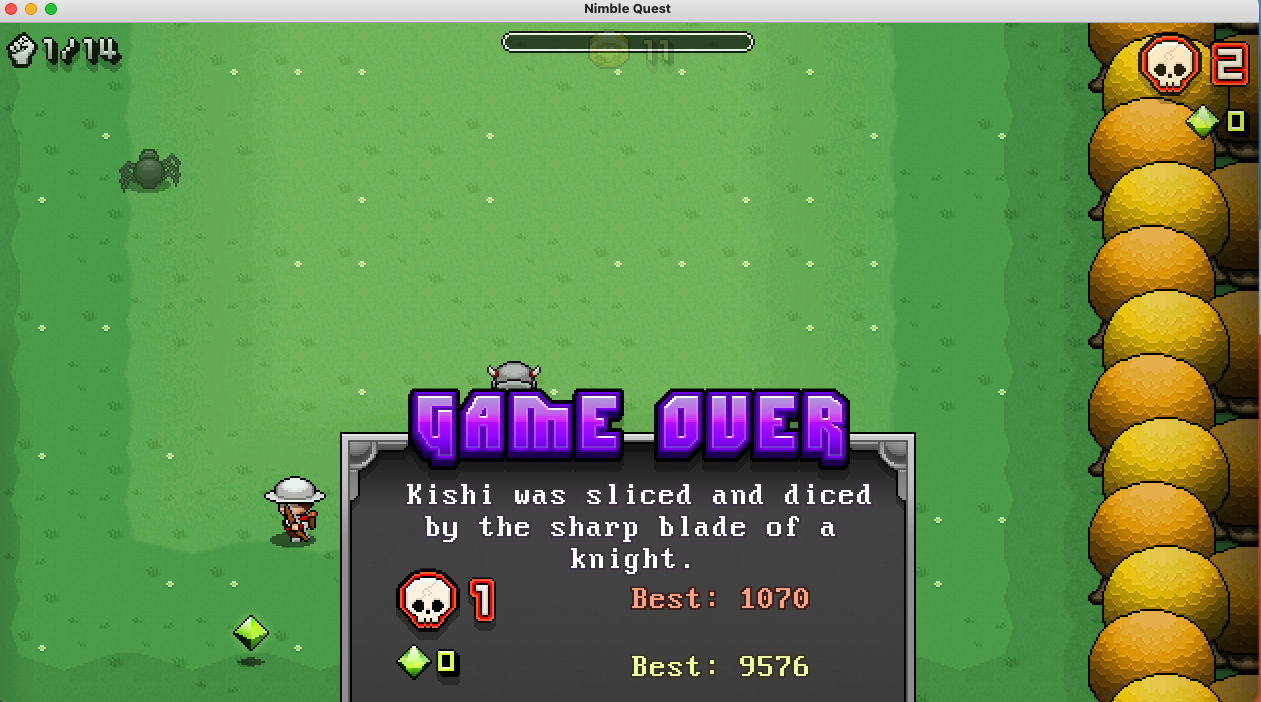 Nimble Quest
1/14
11
2
0
GAME OVER
Kishi was sliced and diced
by the sharp blade of a
knight.
1 Best: 1070
0 Best: 9576